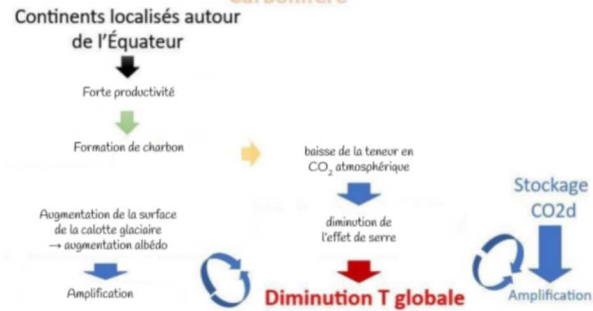 Carbonifère
Continents localisés autour
de l'Équateur
Forte productivité
Formation de charbon
baisse de la teneur en
CO₂ atmosphérique
Augmentation de la surface
de la calotte glaciaire
→ augmentation albédo
Amplification
diminution de
l'effet de serre
Diminution T globale
Stockage
CO2d
Amplification